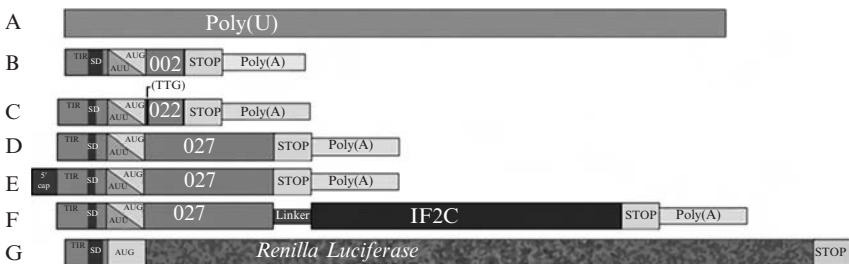 A Poly(U)
B TIR SD AUG AUU 002 STOP Poly(A)
(TTG)
C TIR SD AUG AUU 022 STOP Poly(A)
D TIR SD AUG AUU 027 STOP Poly(A)
E 5' cap TIR SD AUG AUU 027 STOP Poly(A)
F TIR SD AUG AUU 027 Linker IF2C STOP Poly(A)
G TIR SD AUG Renilla Luciferase STOP